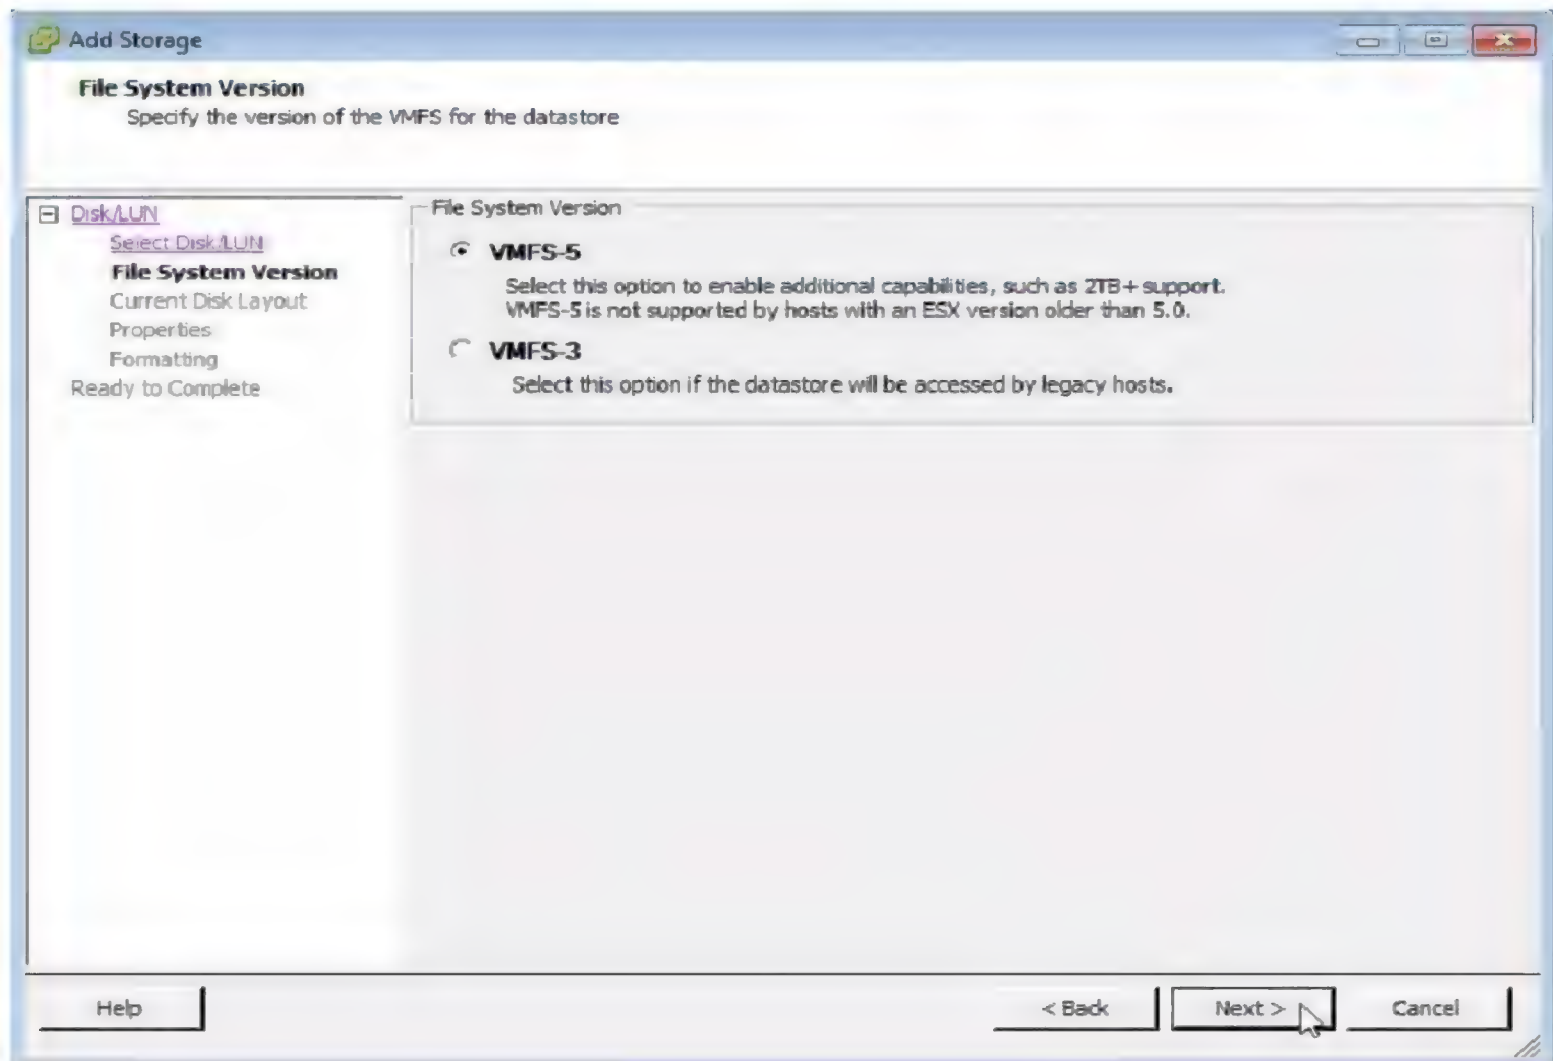 Add Storage
File System Version
Specify the version of the VMFS for the datastore
Disk/LUN
Select Disk/LUN
File System Version
Current Disk Layout
Properties
Formatting
Ready to Complete
File System Version
VMFS-5
Select this option to enable additional capabilities, such as 2TB+ support.
VMFS-5 is not supported by hosts with an ESX version older than 5.0.
VMFS-3
Select this option if the datastore will be accessed by legacy hosts.
Help
< Back
Next >
Cancel